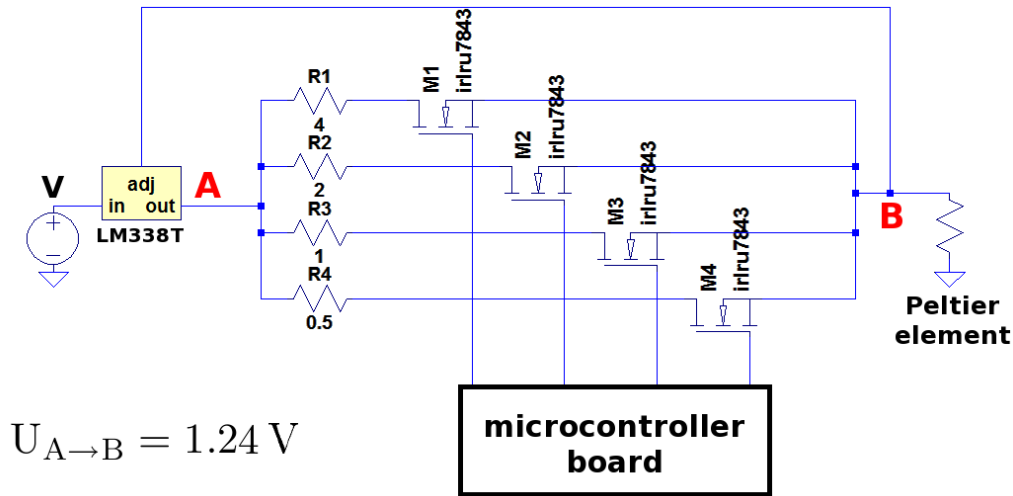 R1
4
M1
irlru7843
R2
2
M2
irlru7843
V
adj
in out
LM338T
A
R3
1
M3
irlru7843
B
R4
0.5
M4
irlru7843
Peltier
element
microcontroller
board
U A→B = 1.24 V